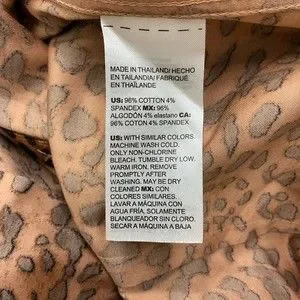 MADE IN THAILAND/ HECHO
EN TAILANDIA/ FABRIQUÉ
EN THAÏLANDE
US: 96% COTTON 4%
SPANDEX MX: 96%
ALGODÓN 4% elastano CA:
96% COTTON 4% SPANDEX
US: WITH SIMILAR COLORS.
MACHINE WASH COLD.
ONLY NON-CHLORINE
BLEACH. TUMBLE DRY LOW.
WARM IRON. REMOVE
PROMPTLY AFTER
WASHING. MAY BE DRY
CLEANED MX: CON
COLORES SIMILARES.
LAVAR A MÁQUINA CON
AGUA FRÍA. SOLAMENTE
BLANQUEADOR SIN CLORO.
SECAR A MÁQUINA A BAJA